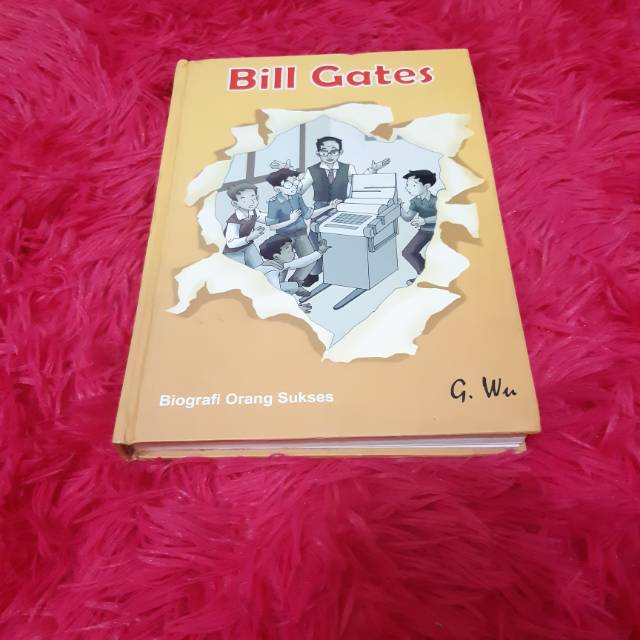 Bill Gates
Biografi Orang Sukses
G. Wu